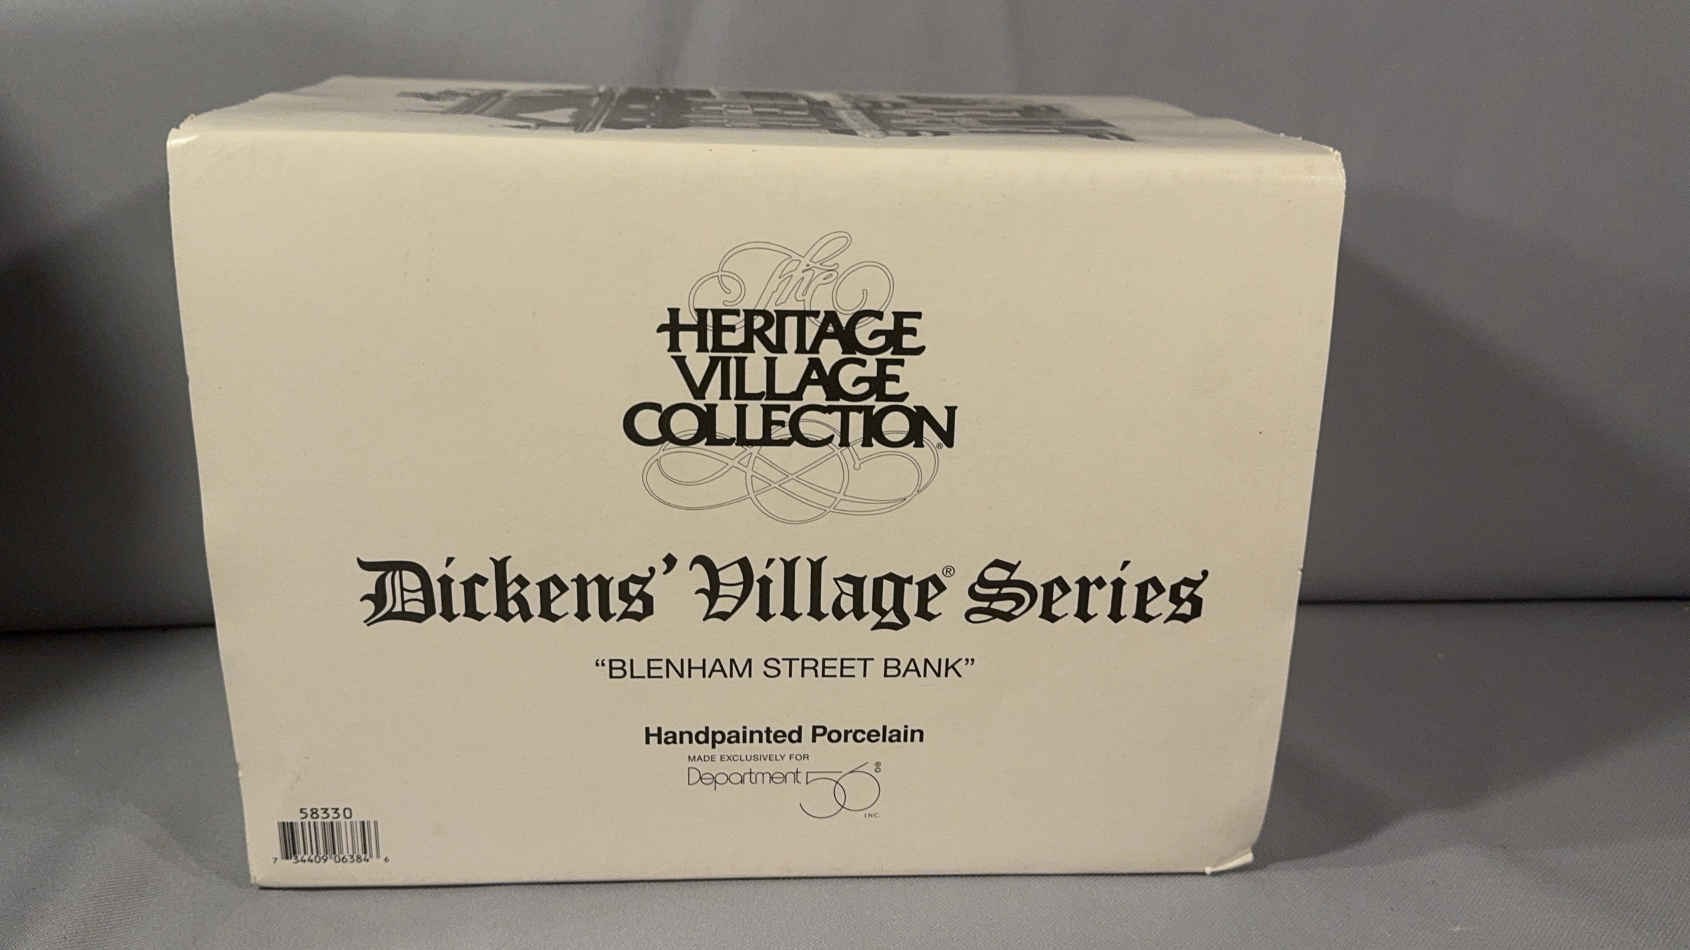 The
HERITAGE
VILLAGE
COLLECTION®
Dickens' Village® Series
“BLENHAM STREET BANK”
Handpainted Porcelain
MADE EXCLUSIVELY FOR
Department 56®
INC.
58330
7 34409 06384 6